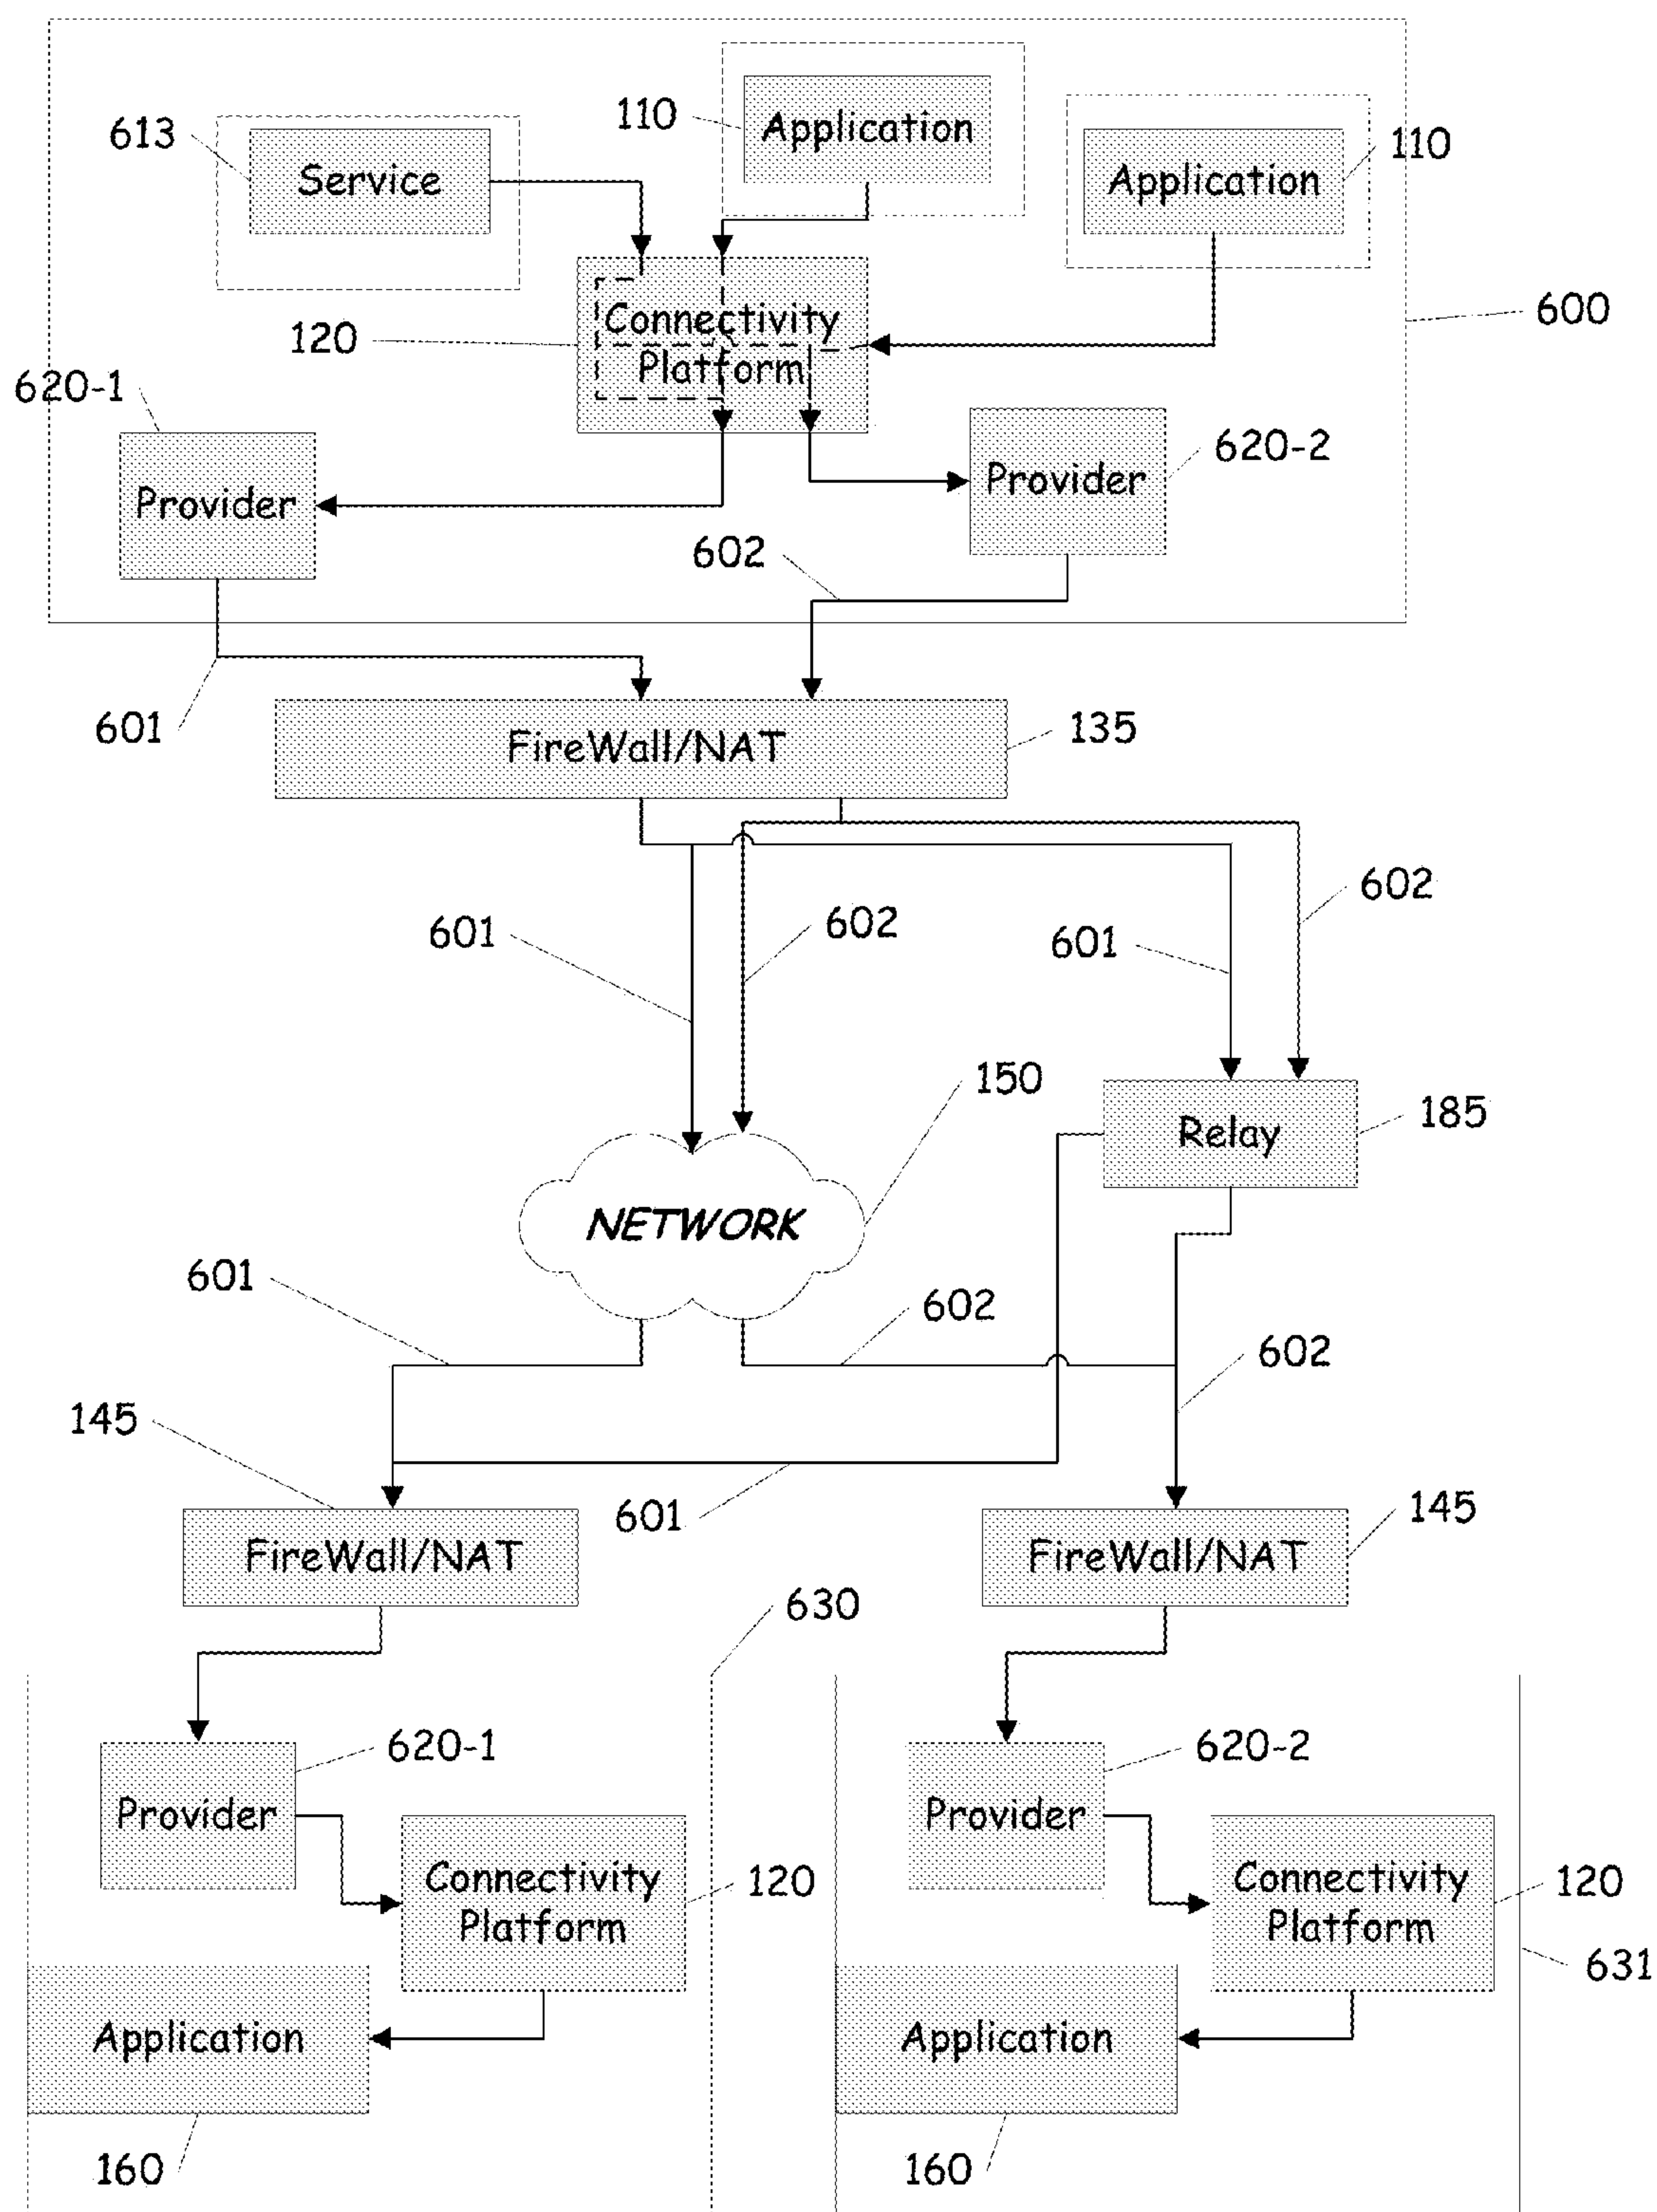 110
Application
613
Service
Application
110
600
120
Connectivity
Platform
620-1
Provider
620-2
Provider
602
601
FireWall/NAT
135
601
602
601
602
150
NETWORK
Relay
185
601
602
602
145
601
145
FireWall/NAT
FireWall/NAT
630
620-1
Provider
620-2
Provider
Connectivity
Platform
120
Connectivity
Platform
120
631
Application
Application
160
160